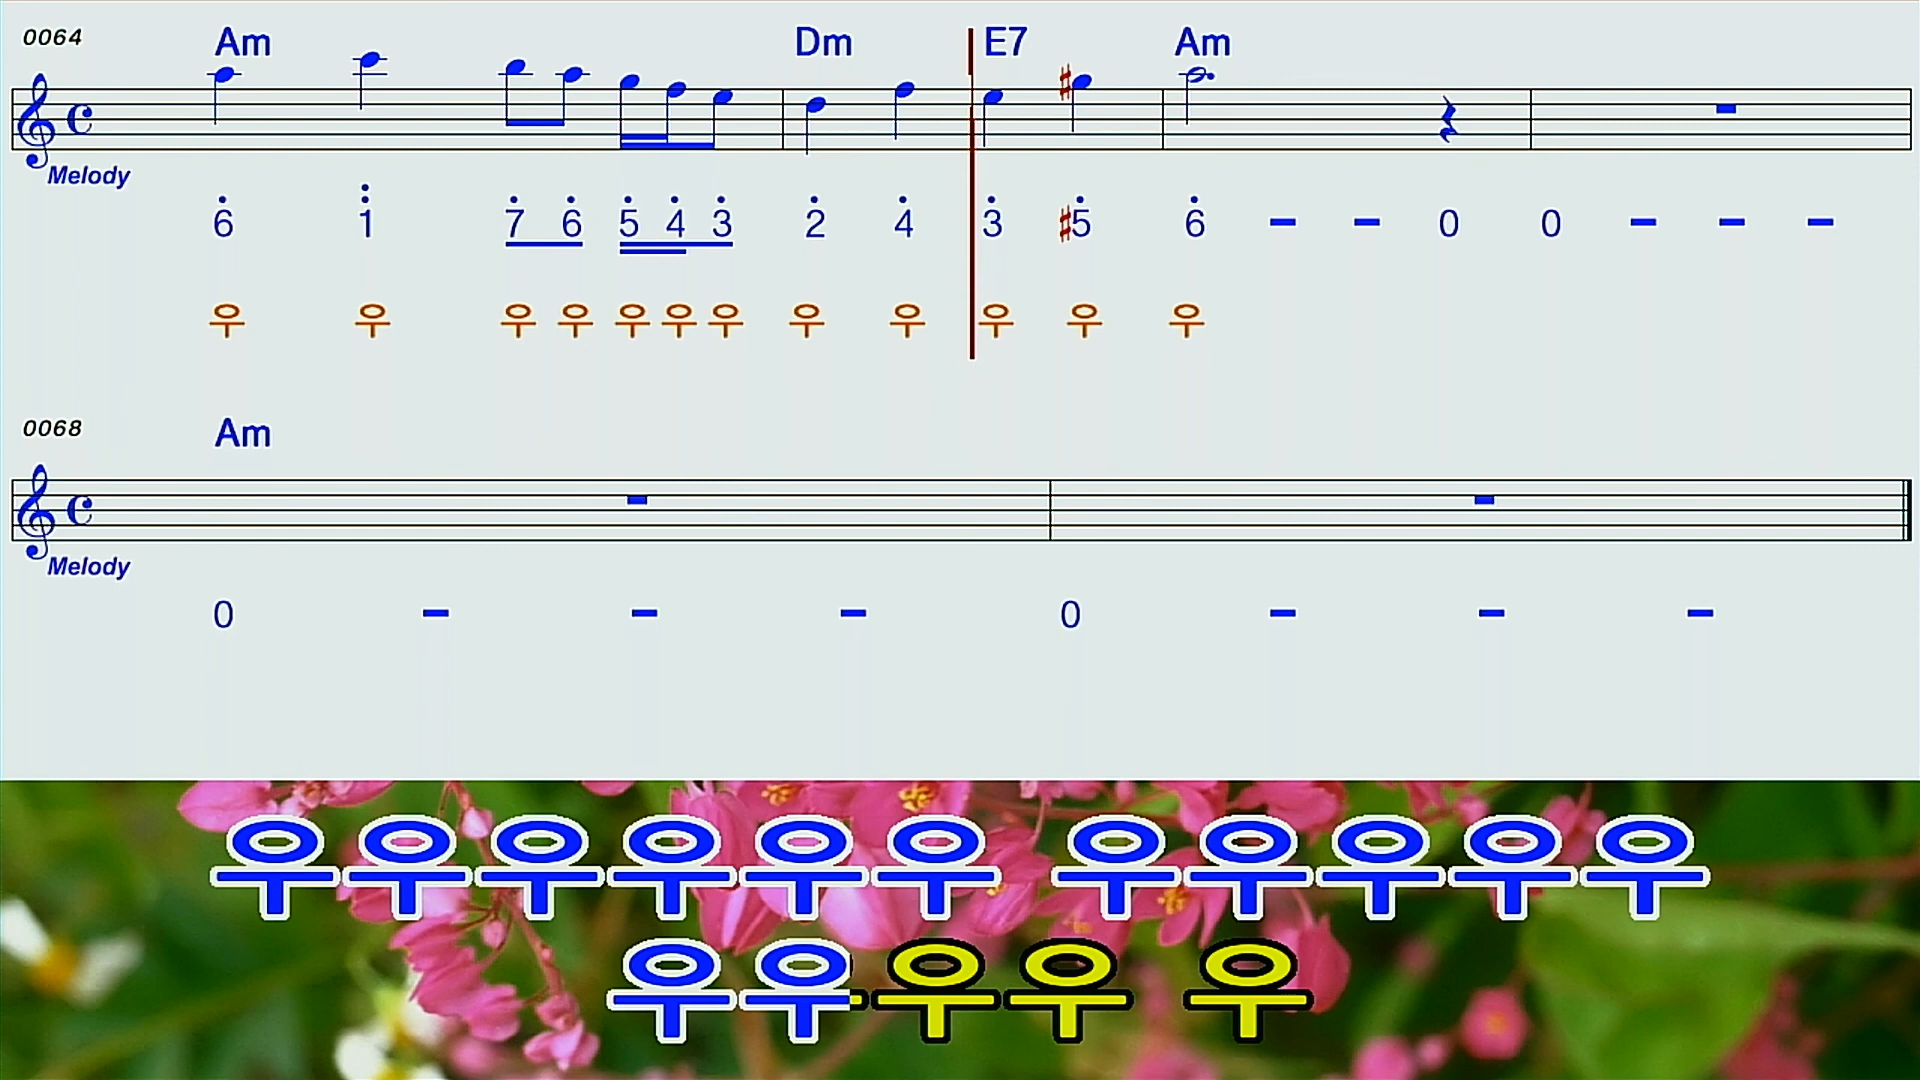 0064 Am Dm E7 Am
Melody
6 1 7 6 5 4 3 2 4 3 #5 6 - - 0 0 - - -
우 우 우 우 우 우 우 우 우 우 우 우
0068 Am
Melody
0 - - - 0 - - -
우우우우우우 우우우우우
우우우우 우